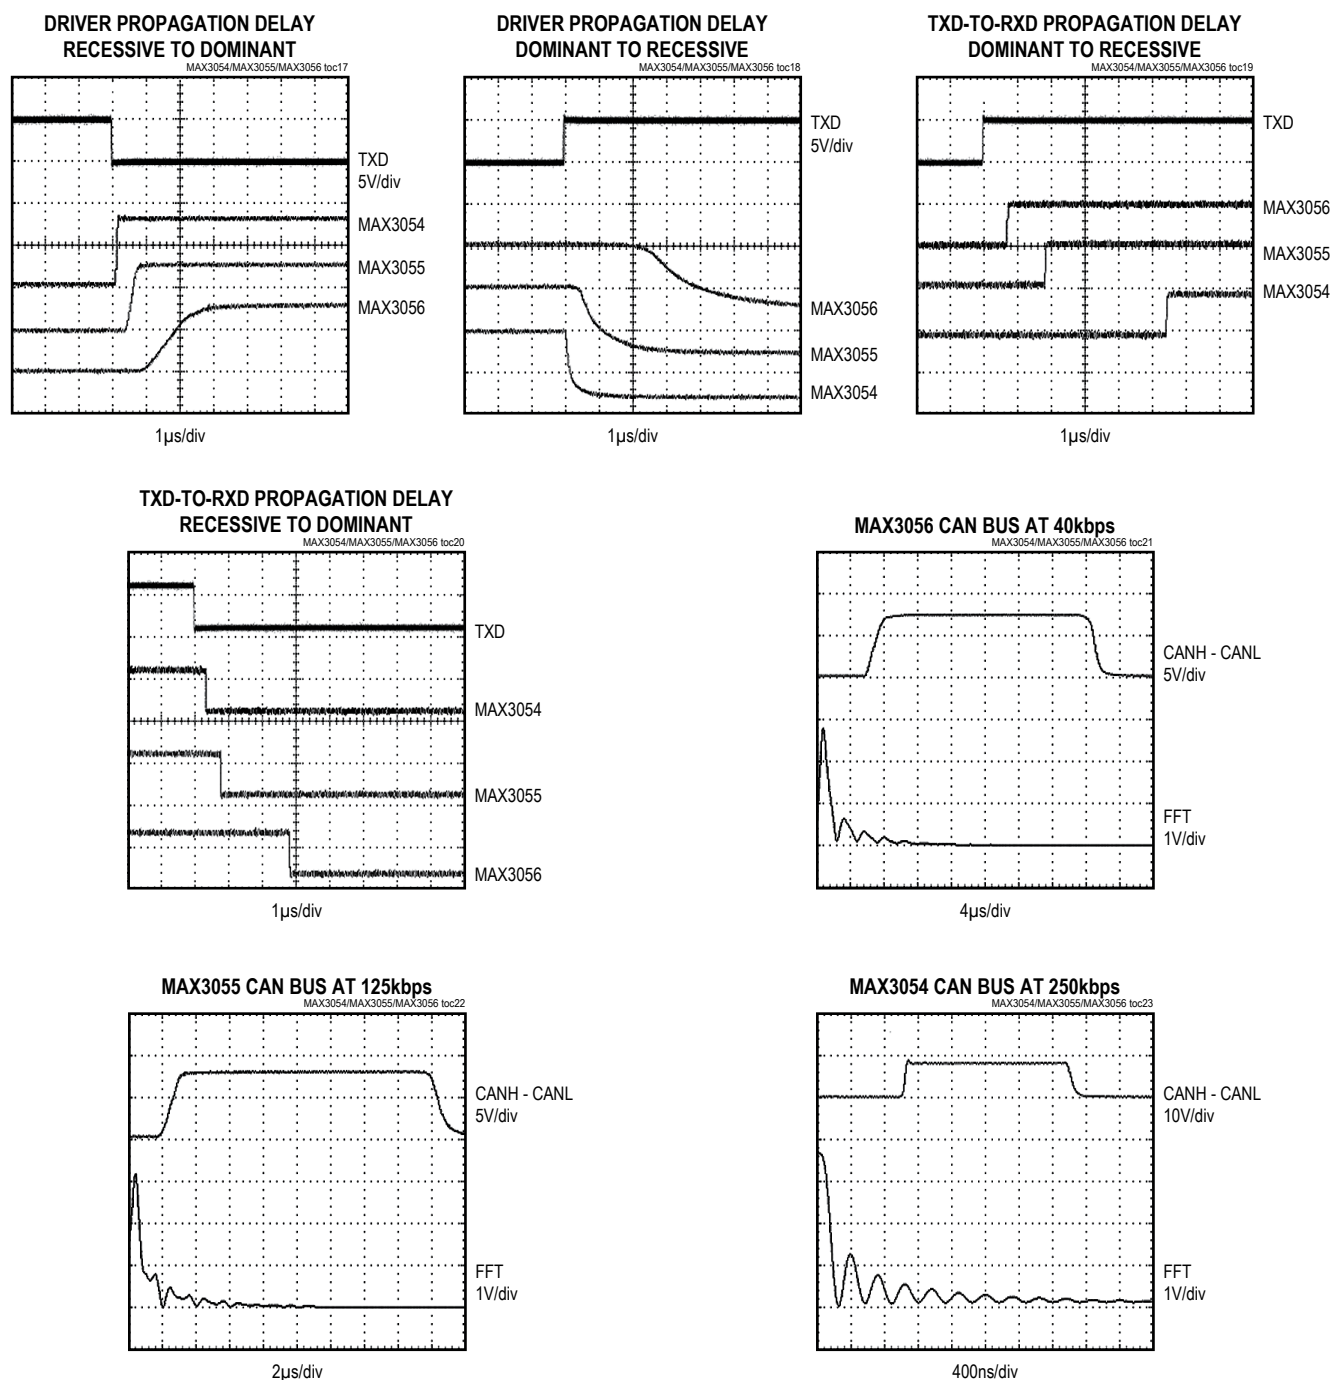 DRIVER PROPAGATION DELAY
RECESSIVE TO DOMINANT
MAX3054/MAX3055/MAX3056 toc17
TXD
5V/div
MAX3054
MAX3055
MAX3056
1µs/div
DRIVER PROPAGATION DELAY
DOMINANT TO RECESSIVE
MAX3054/MAX3055/MAX3056 toc18
TXD
5V/div
MAX3056
MAX3055
MAX3054
1µs/div
TXD-TO-RXD PROPAGATION DELAY
DOMINANT TO RECESSIVE
MAX3054/MAX3055/MAX3056 toc19
TXD
MAX3056
MAX3055
MAX3054
1µs/div
TXD-TO-RXD PROPAGATION DELAY
RECESSIVE TO DOMINANT
MAX3054/MAX3055/MAX3056 toc20
TXD
MAX3054
MAX3055
MAX3056
1µs/div
MAX3056 CAN BUS AT 40kbps
MAX3054/MAX3055/MAX3056 toc21
CANH - CANL
5V/div
FFT
1V/div
4µs/div
MAX3055 CAN BUS AT 125kbps
MAX3054/MAX3055/MAX3056 toc22
CANH - CANL
5V/div
FFT
1V/div
2µs/div
MAX3054 CAN BUS AT 250kbps
MAX3054/MAX3055/MAX3056 toc23
CANH - CANL
10V/div
FFT
1V/div
400ns/div